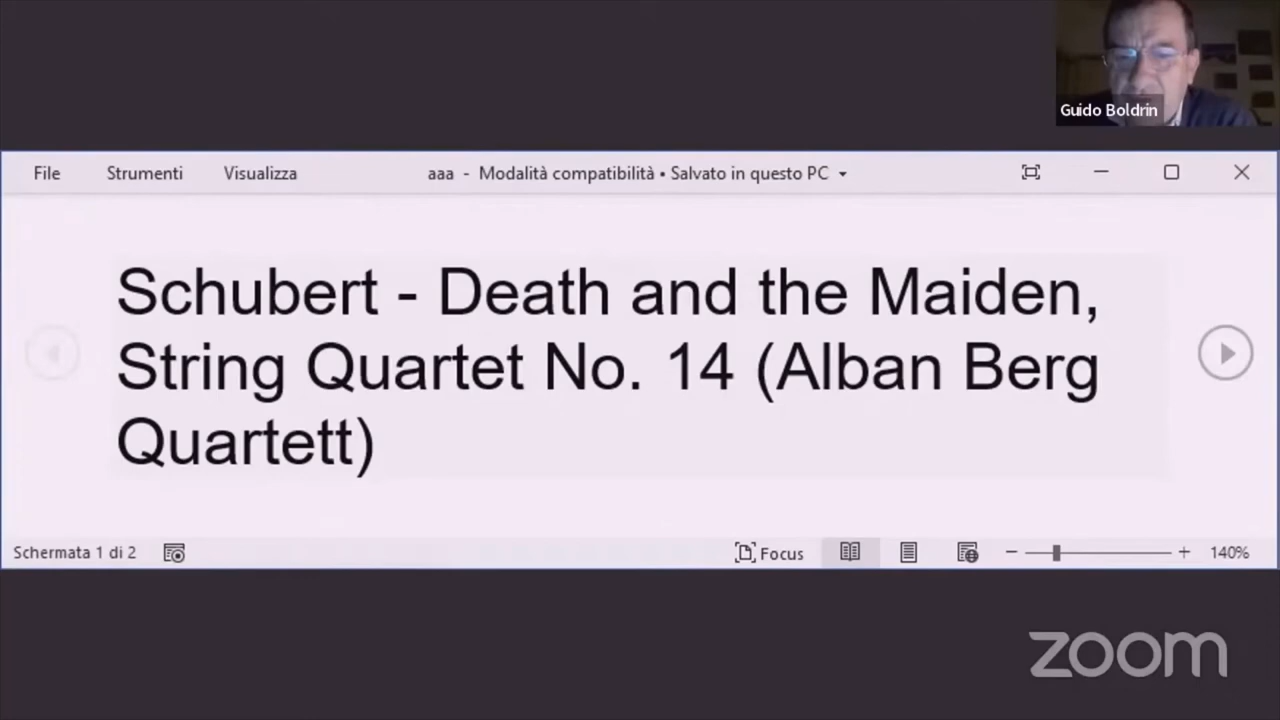 Guido Boldrin
File Strumenti Visualizza aaa - Modalità compatibilità • Salvato in questo PC
Schubert - Death and the Maiden,
String Quartet No. 14 (Alban Berg
Quartett)
Schermata 1 di 2 Focus 140%
zoom